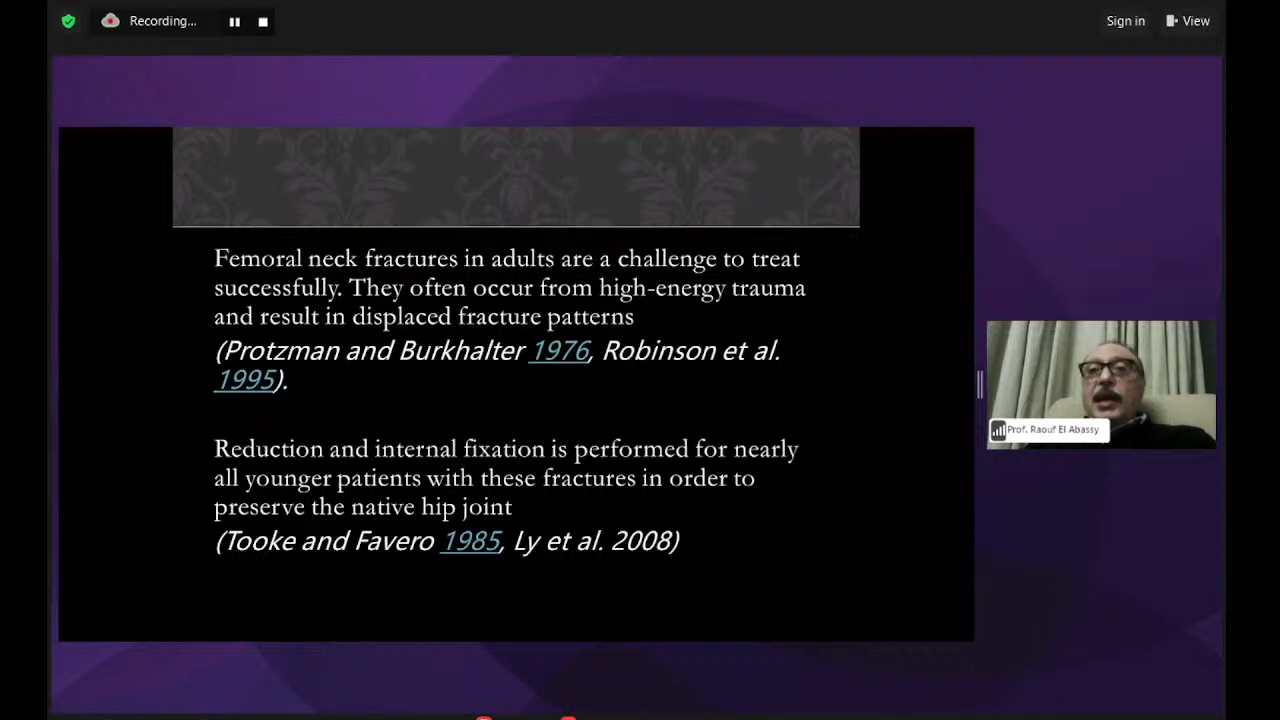 Recording...
Sign in
View
Femoral neck fractures in adults are a challenge to treat
successfully. They often occur from high-energy trauma
and result in displaced fracture patterns
(Protzman and Burkhalter 1976, Robinson et al.
1995).
Reduction and internal fixation is performed for nearly
all younger patients with these fractures in order to
preserve the native hip joint
(Tooke and Favero 1985, Ly et al. 2008)
Prof. Raouf El Abassy